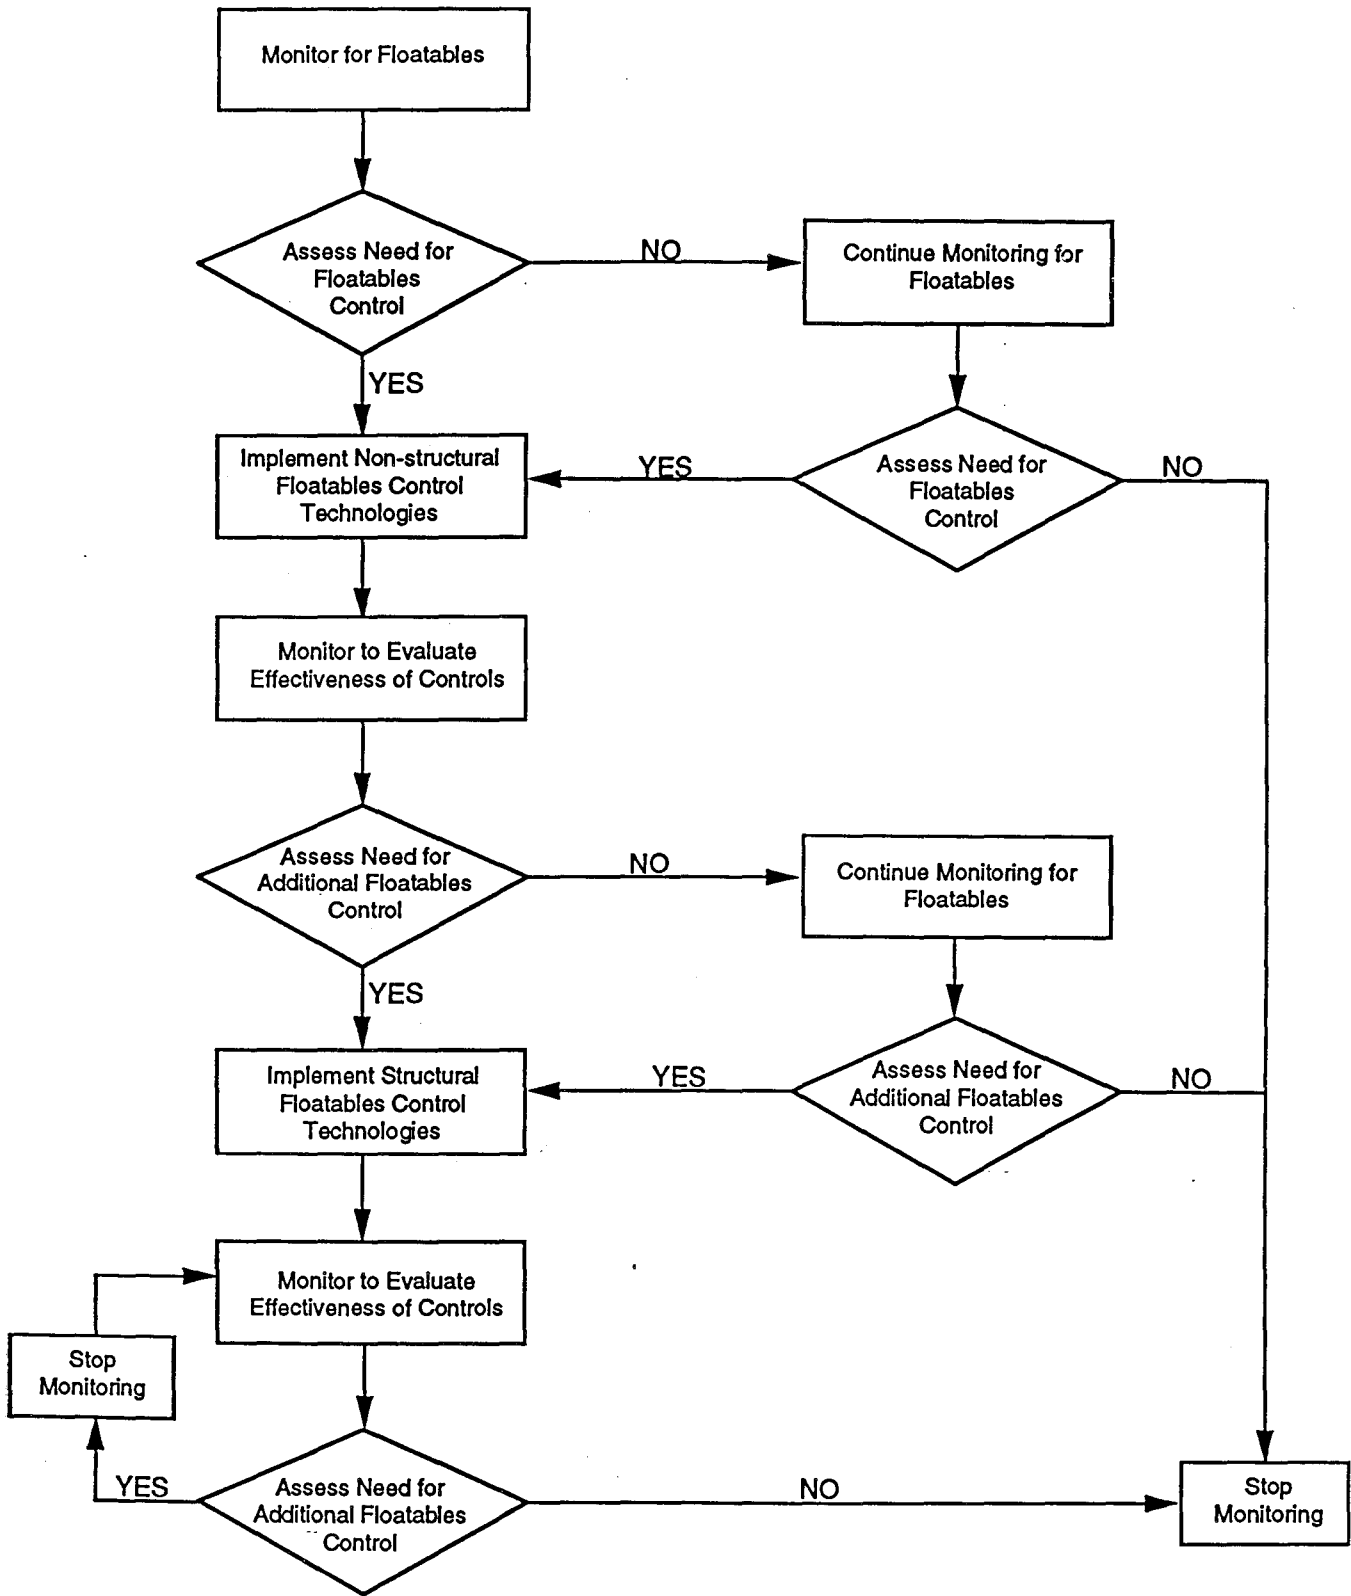 Monitor for Floatables
Assess Need for
Floatables
Control
NO
Continue Monitoring for
Floatables
YES
Implement Non-structural
Floatables Control
Technologies
YES
Assess Need for
Floatables
Control
NO
Monitor to Evaluate
Effectiveness of Controls
Assess Need for
Additional Floatables
Control
NO
Continue Monitoring for
Floatables
YES
Implement Structural
Floatables Control
Technologies
YES
Assess Need for
Additional Floatables
Control
NO
Monitor to Evaluate
Effectiveness of Controls
Stop
Monitoring
YES
Assess Need for
Additional Floatables
Control
NO
Stop
Monitoring